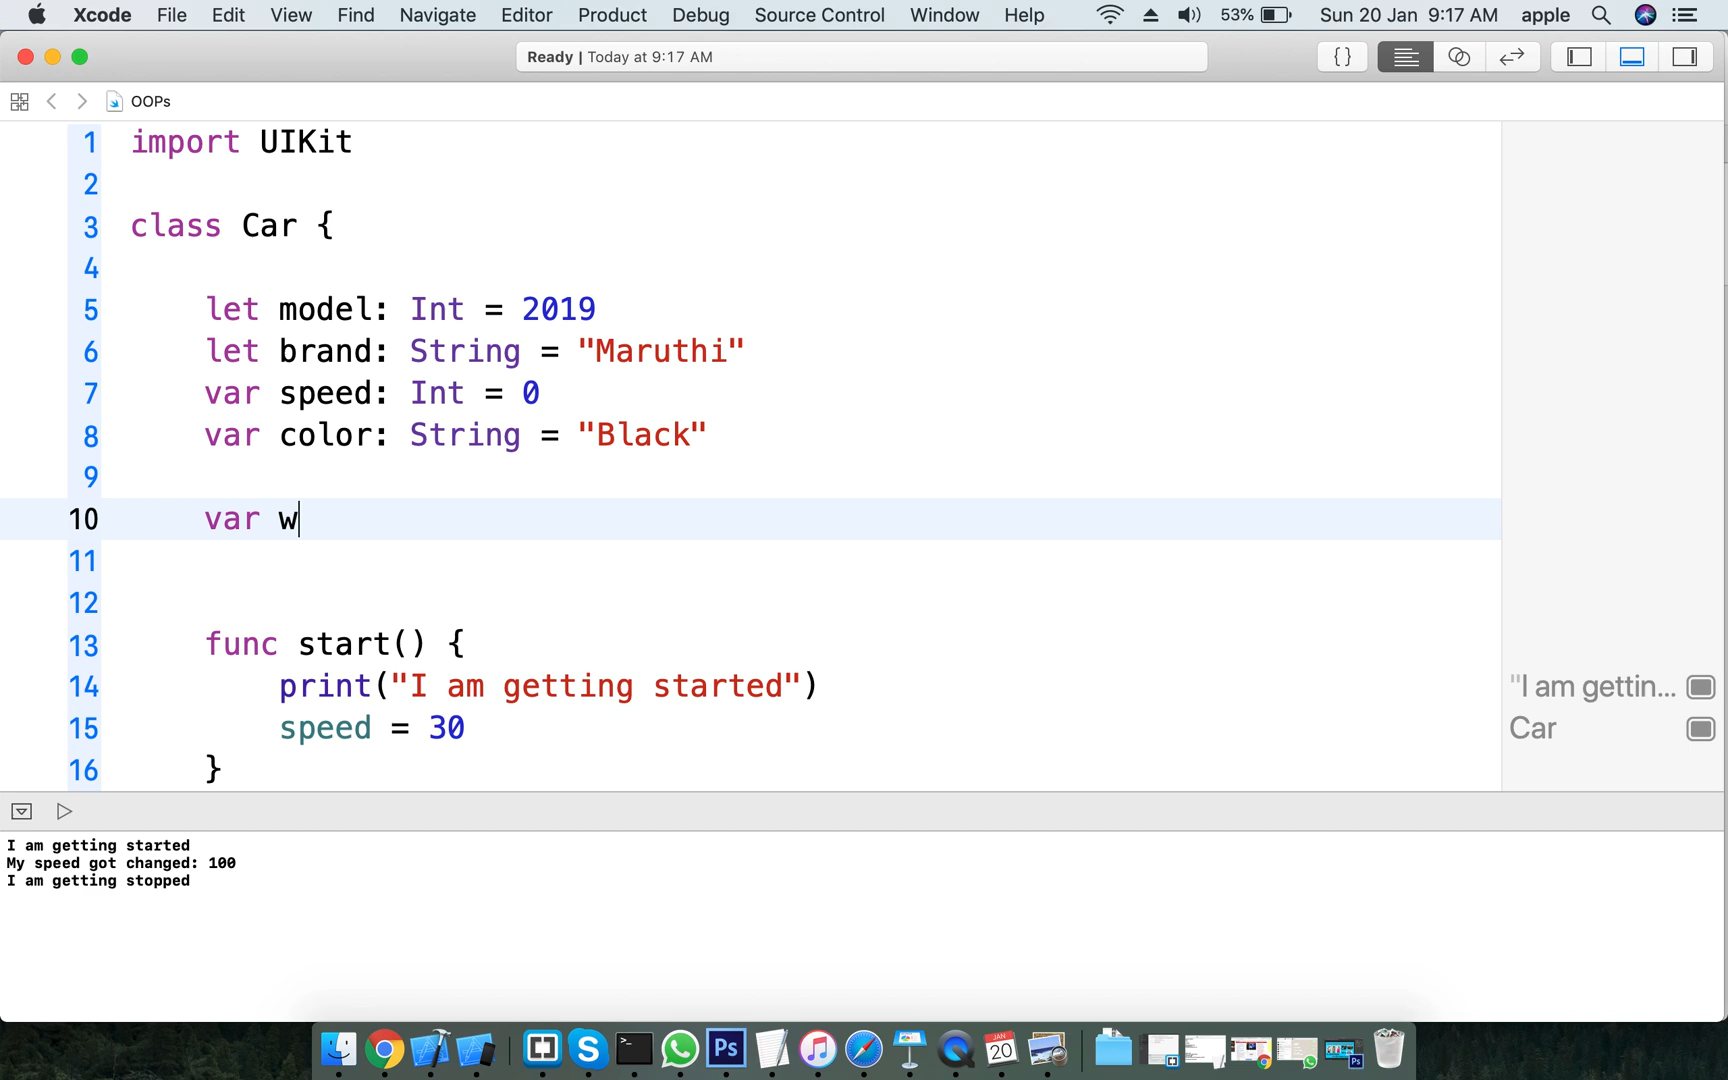 Xcode File Edit View Find Navigate Editor Product Debug Source Control Window Help 53% Sun 20 Jan 9:17 AM apple
Ready | Today at 9:17 AM { }
OOPs
1 import UIKit
2
3 class Car {
4
5 let model: Int = 2019
6 let brand: String = "Maruthi"
7 var speed: Int = 0
8 var color: String = "Black"
9
10 var w
11
12
13 func start() {
14 print("I am getting started") "I am gettin...
15 speed = 30 Car
16 }
I am getting started
My speed got changed: 100
I am getting stopped
JAN
S >_ Ps 20 Ps